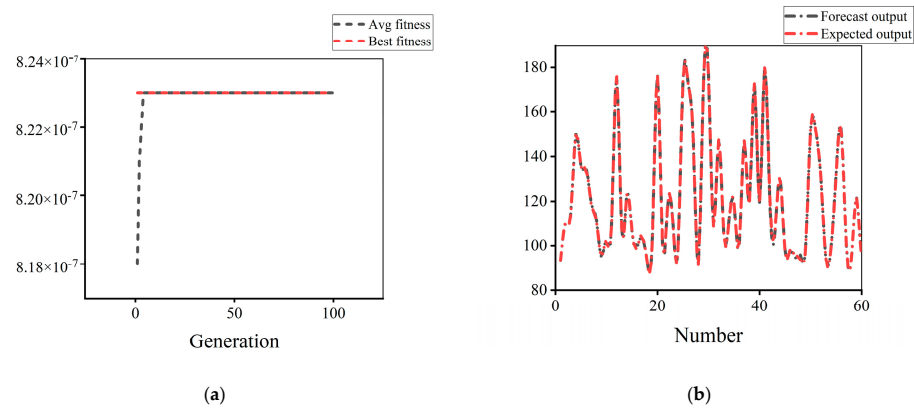 Avg fitness
Best fitness
8.24×10⁻⁷
8.22×10⁻⁷
8.20×10⁻⁷
8.18×10⁻⁷
0 50 100
Generation
(a)
Forecast output
Expected output
180
160
140
120
100
80
0 20 40 60
Number
(b)